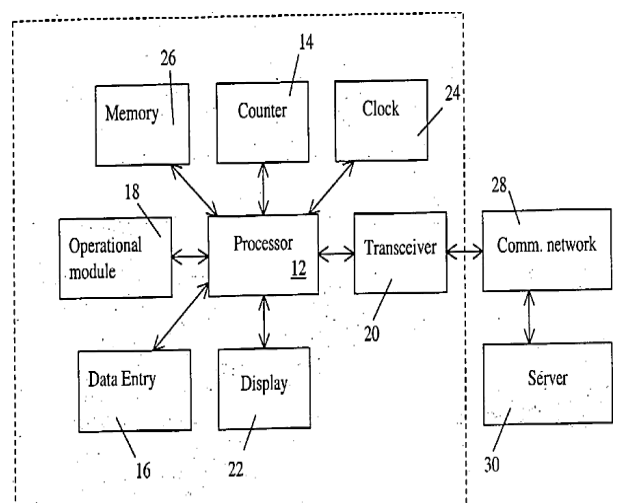 26
14
Memory
Counter
Clock
24
18
28
Operational
module
Processor
12
Transceiver
Comm. network
20
Data Entry
Display
Server
16
22
30